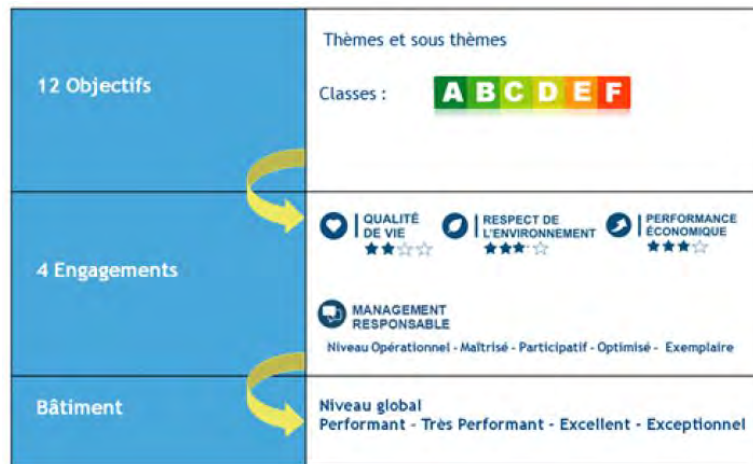 Thèmes et sous thèmes
12 Objectifs
Classes :
A B C D E F
QUALITÉ
DE VIE
RESPECT DE
L'ENVIRONNEMENT
PERFORMANCE
ÉCONOMIQUE
4 Engagements
MANAGEMENT
RESPONSABLE
Niveau Opérationnel - Maîtrisé - Participatif - Optimisé - Exemplaire
Bâtiment
Niveau global
Performant - Très Performant - Excellent - Exceptionnel